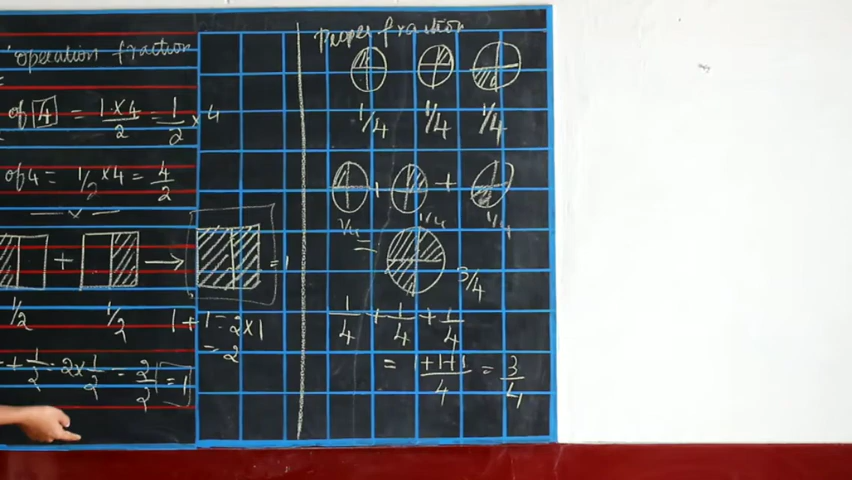 'operation fraction
=
of 4 = 1 x 4 / 2 = 1/2 x 4
of 4 = 1/2 x 4 = 4/2
— x —
+ → = 1
1/2 1/2 1 + 1 = 2 x 1
= 2
+ 1/2 = 2 x 1/2 = 2/2 = 1
proper fraction
1/4 1/4 1/4
+ +
1/4 1/4 1/4
= 3/4
1/4 + 1/4 + 1/4
= 1+1+1 / 4 = 3/4